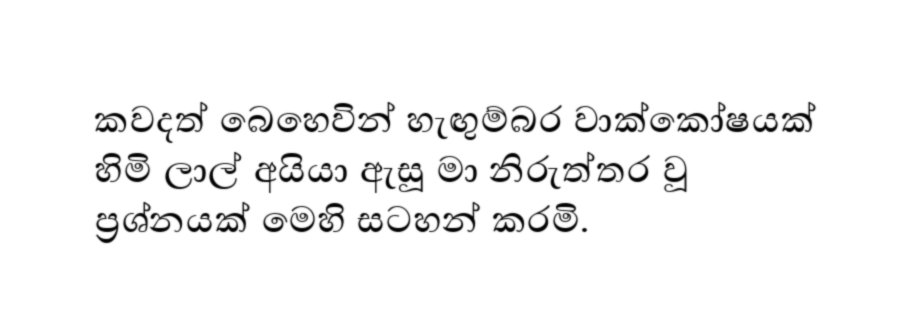 කවදත් බෙහෙවින් හැඟුම්බර වාක්කෝෂයක්
හිමි ලාල් අයියා ඇසූ මා නිරුත්තර වූ
ප්‍රශ්නයක් මෙහි සටහන් කරමි.